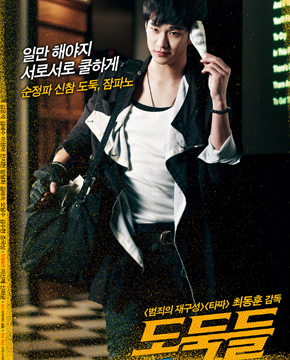 일만 해야지
서로서로 쿨하게
순정파 신참 도둑, 잠파노
<범죄의 재구성><타짜> 최동훈 감독
도둑들